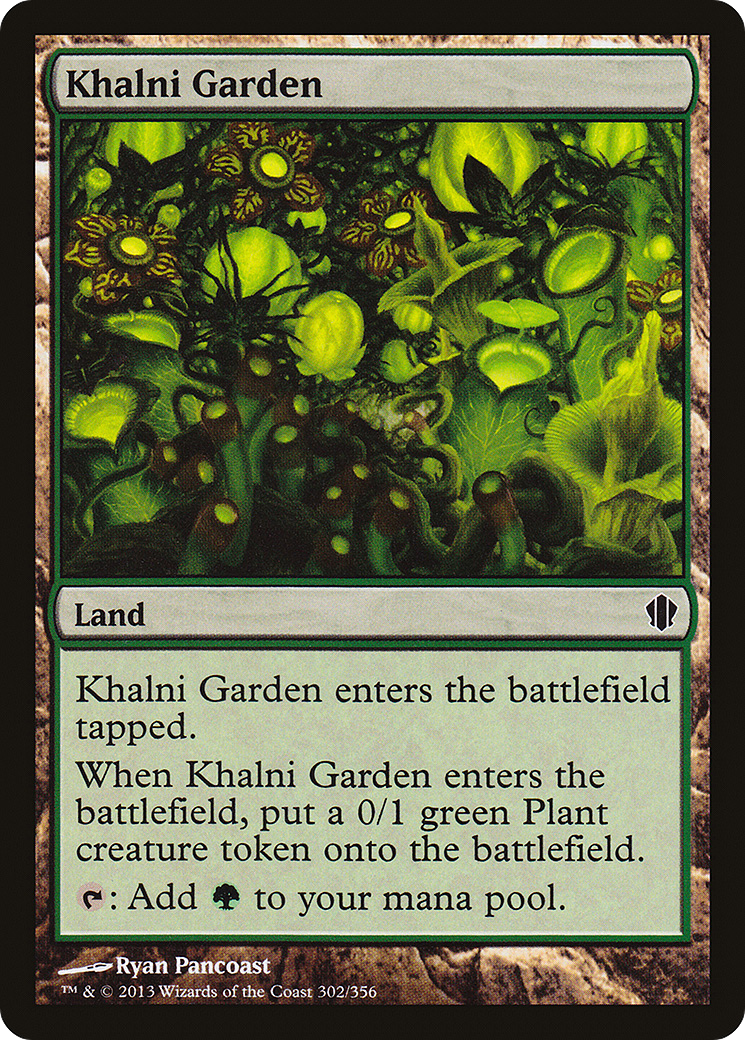 Khalni Garden
Land
Khalni Garden enters the battlefield
tapped.
When Khalni Garden enters the
battlefield, put a 0/1 green Plant
creature token onto the battlefield.
: Add to your mana pool.
Ryan Pancoast
™ & © 2013 Wizards of the Coast 302/356